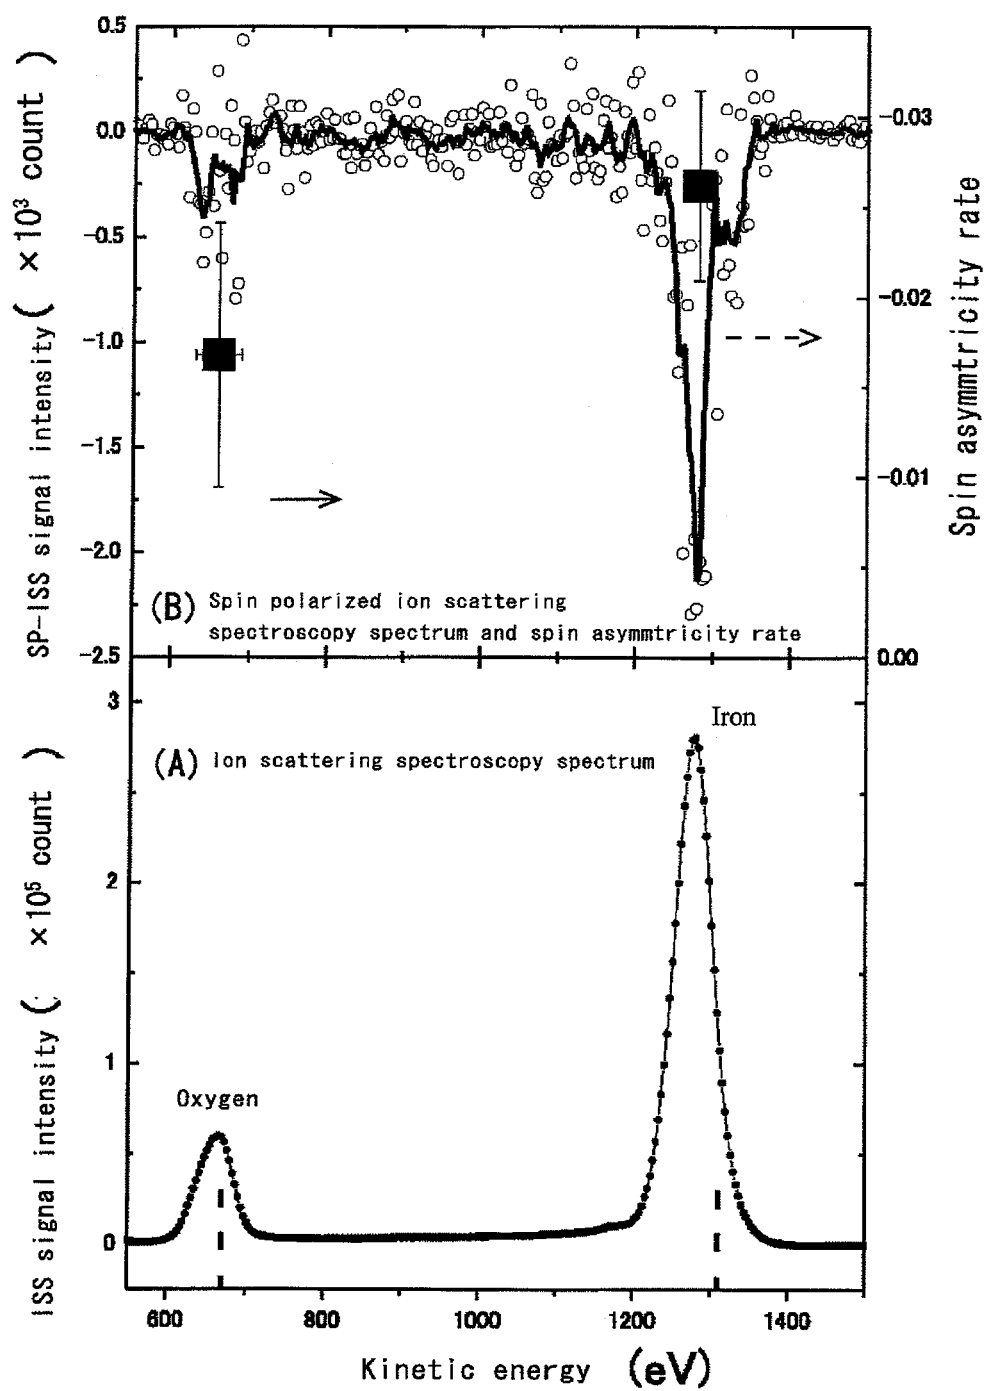 0.5
0.0
−0.5
−1.0
−1.5
−2.0
−2.5
SP-ISS signal intensity ( ×10³ count )
−0.03
−0.02
−0.01
0.00
Spin asymmtricity rate
(B) Spin polarized ion scattering
spectroscopy spectrum and spin asymmtricity rate
3
2
1
0
ISS signal intensity (: ×10⁵ count )
(A) Ion scattering spectroscopy spectrum
Iron
Oxygen
600 800 1000 1200 1400
Kinetic energy (eV)